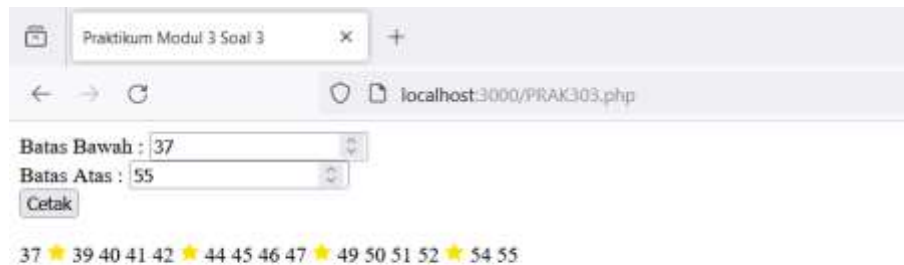 Praktikum Modul 3 Soal 3
localhost:3000/PRAK303.php
Batas Bawah : 37
Batas Atas : 55
Cetak
37 ⭐ 39 40 41 42 ⭐ 44 45 46 47 ⭐ 49 50 51 52 ⭐ 54 55